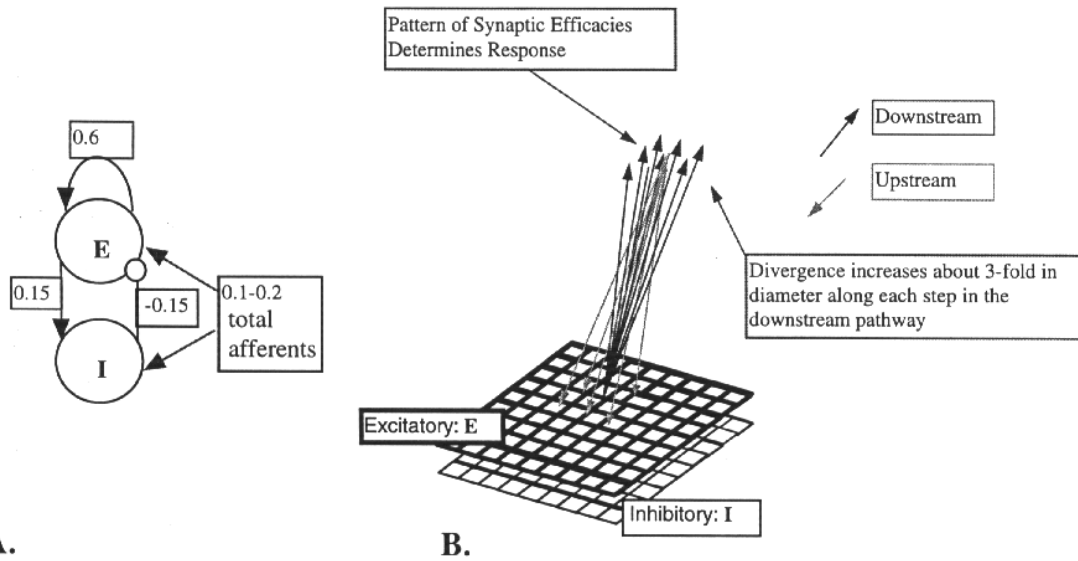 Pattern of Synaptic Efficacies
Determines Response
0.6
E
0.15
-0.15
0.1-0.2
total
afferents
I
Downstream
Upstream
Divergence increases about 3-fold in
diameter along each step in the
downstream pathway
Excitatory: E
Inhibitory: I
B.